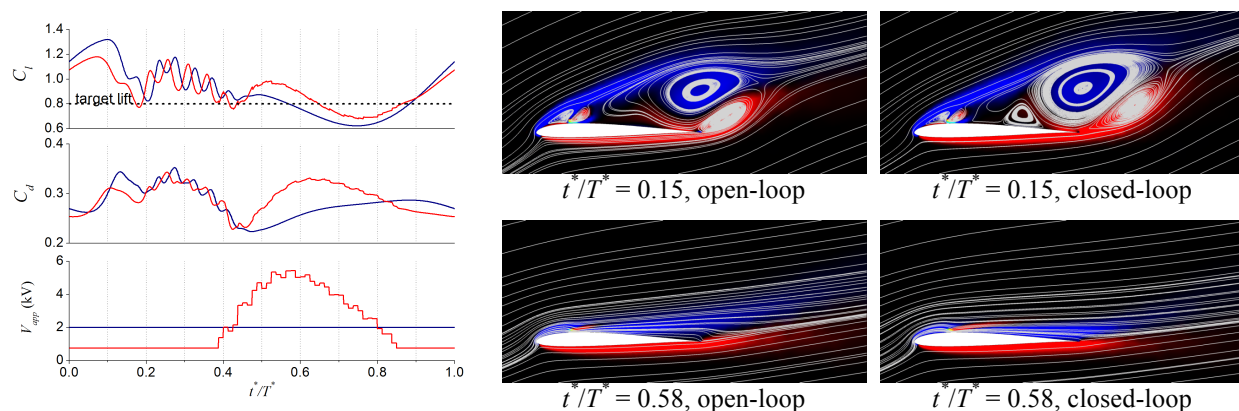 1.4
1.2
1.0
0.8
0.6
C_l
target lift
0.4
0.3
0.2
C_d
6
4
2
0
V_app (kV)
0.0 0.2 0.4 0.6 0.8 1.0
t*/T*
t*/T* = 0.15, open-loop
t*/T* = 0.15, closed-loop
t*/T* = 0.58, open-loop
t*/T* = 0.58, closed-loop